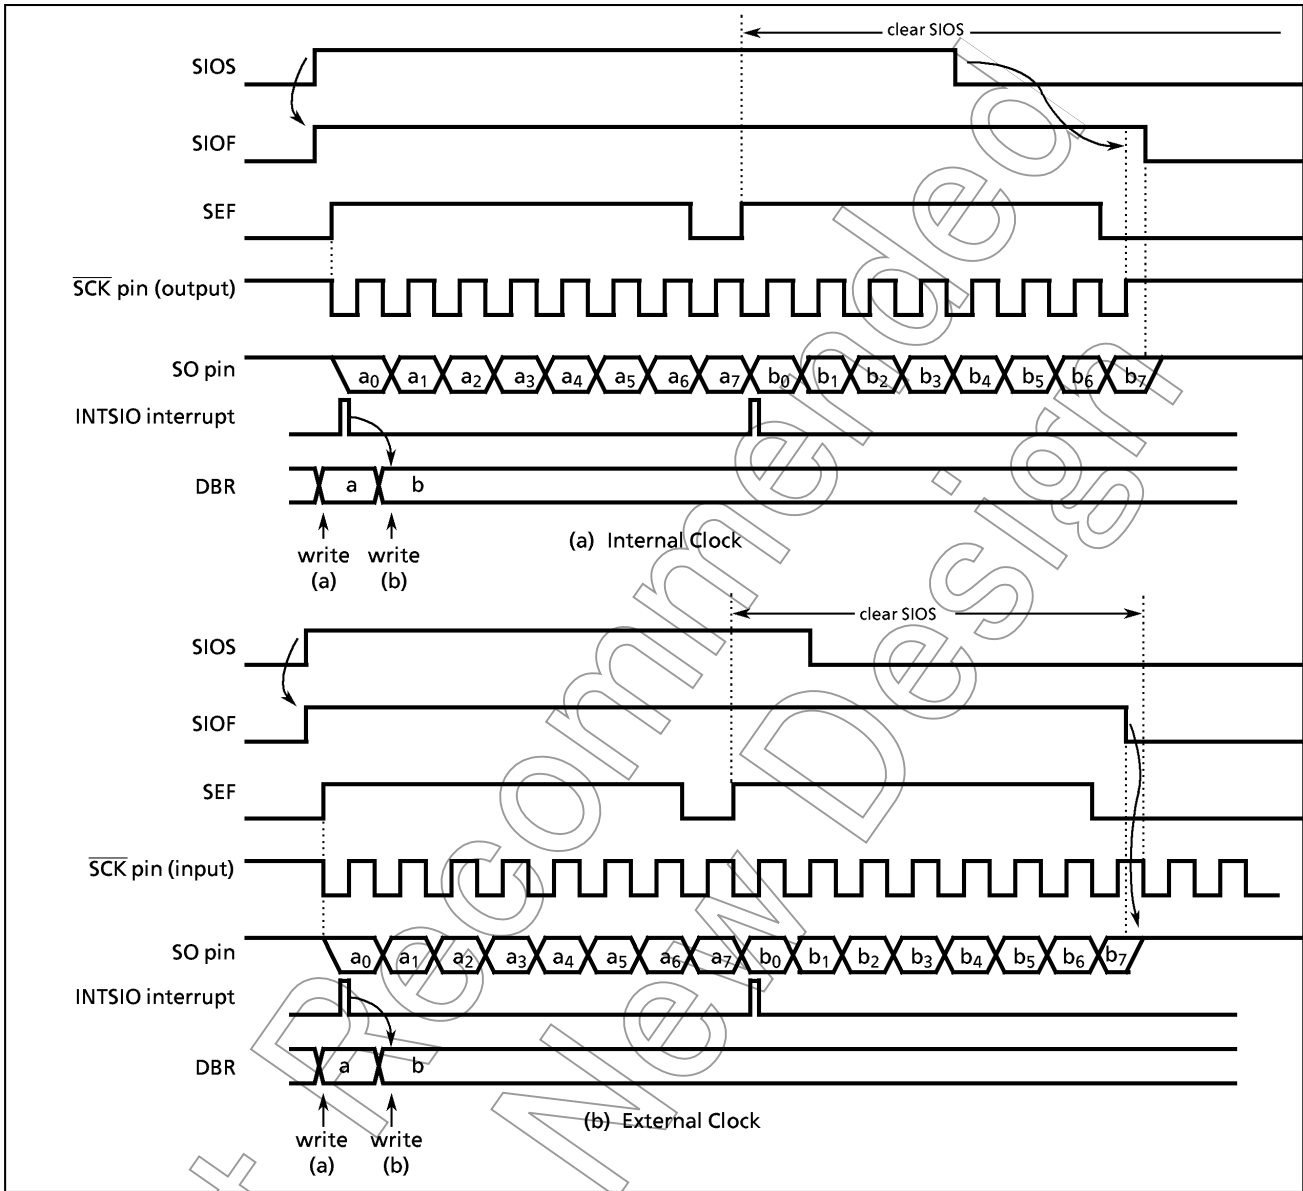 clear SIOS
SIOS
SIOF
SEF
S̅C̅K̅ pin (output)
SO pin a₀ a₁ a₂ a₃ a₄ a₅ a₆ a₇ b₀ b₁ b₂ b₃ b₄ b₅ b₆ b₇
INTSIO interrupt
DBR a b
write (a) write (b)
(a) Internal Clock
clear SIOS
SIOS
SIOF
SEF
S̅C̅K̅ pin (input)
SO pin a₀ a₁ a₂ a₃ a₄ a₅ a₆ a₇ b₀ b₁ b₂ b₃ b₄ b₅ b₆ b₇
INTSIO interrupt
DBR a b
write (a) write (b)
(b) External Clock
t Recommended
New Design